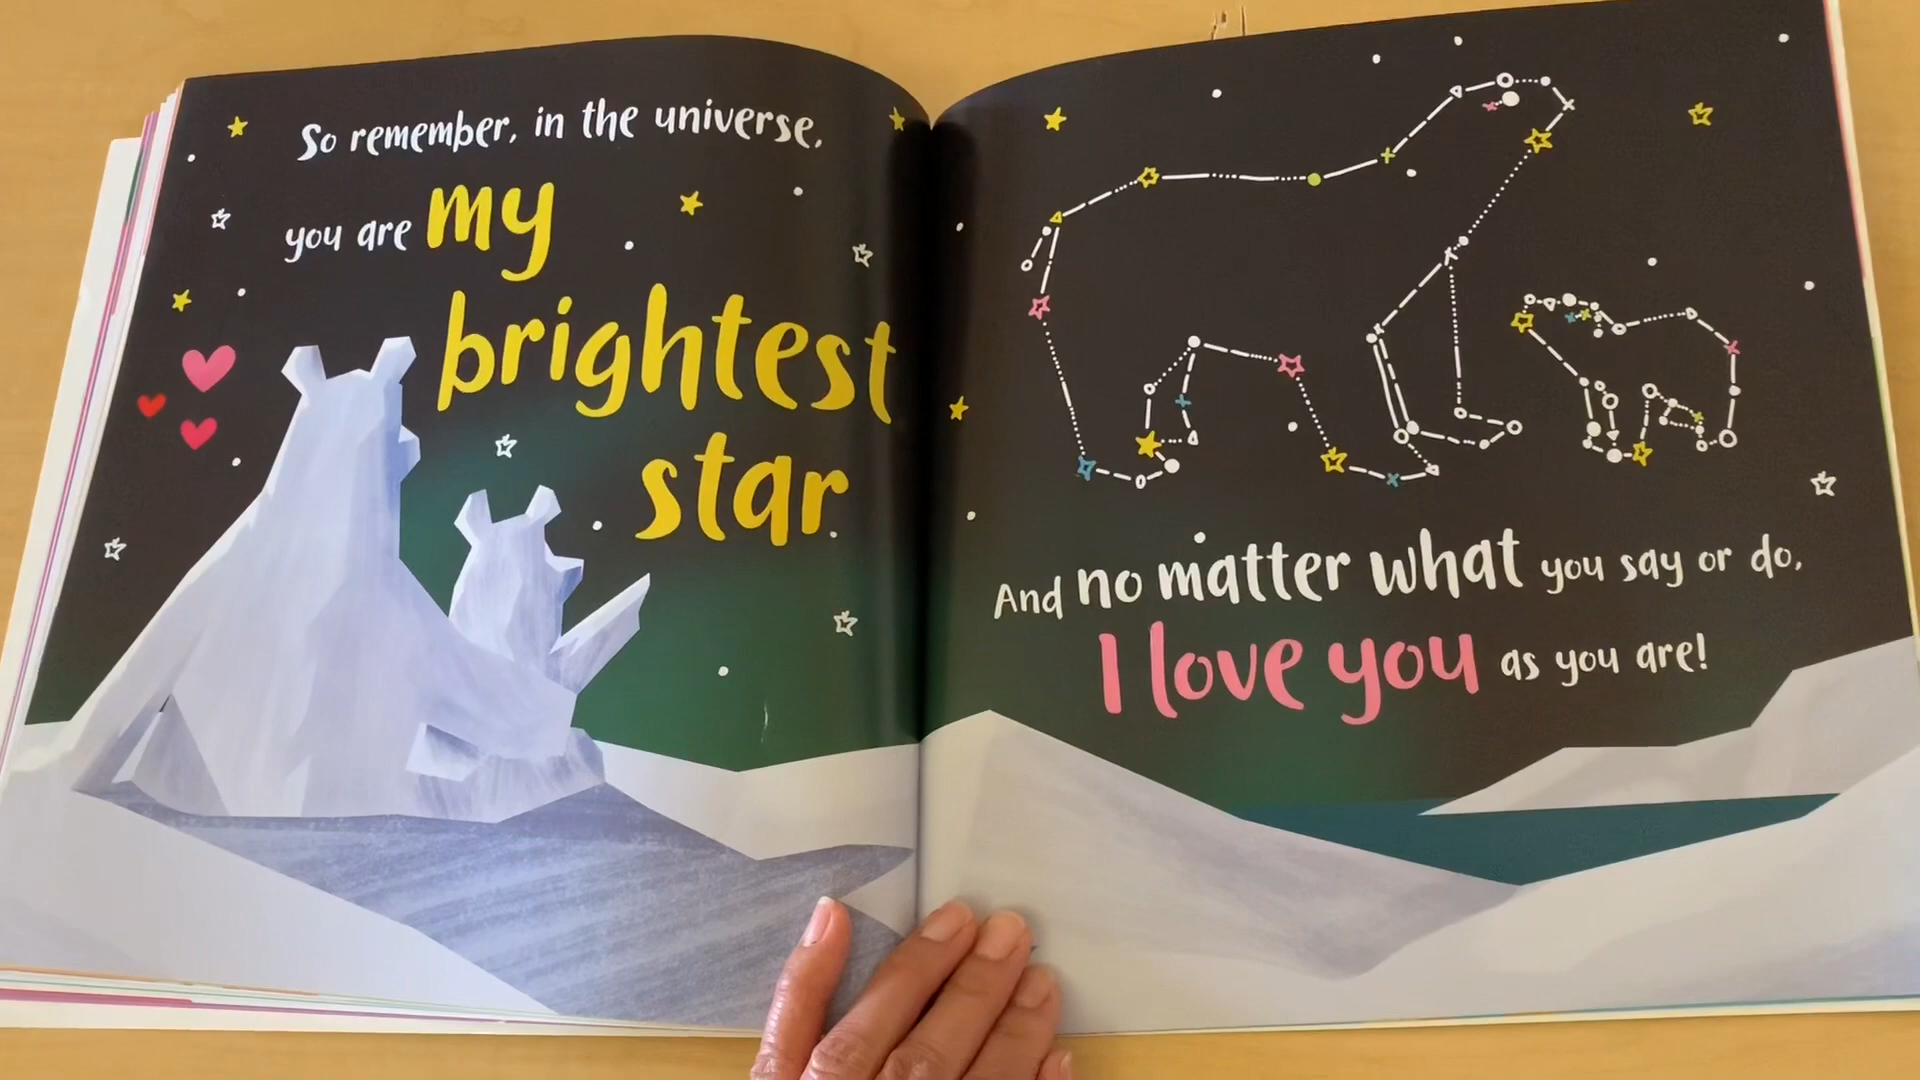 So remember, in the universe,
you are my
brightest
star.
And no matter what you say or do,
I love you as you are!